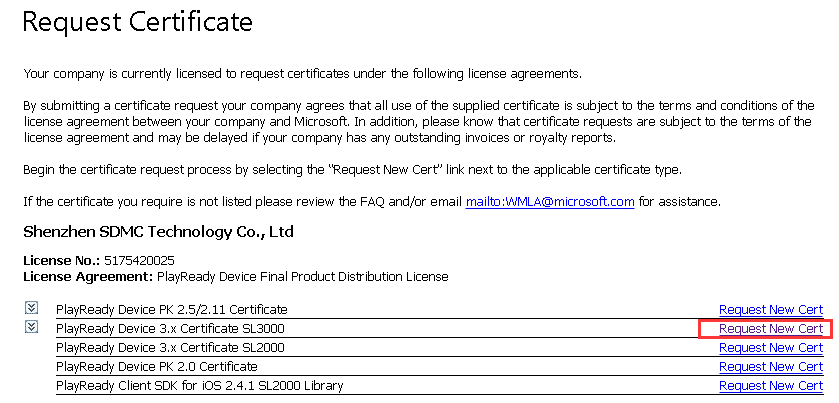 Request Certificate
Your company is currently licensed to request certificates under the following license agreements.
By submitting a certificate request your company agrees that all use of the supplied certificate is subject to the terms and conditions of the
license agreement between your company and Microsoft. In addition, please know that certificate requests are subject to the terms of the
license agreement and may be delayed if your company has any outstanding invoices or royalty reports.
Begin the certificate request process by selecting the "Request New Cert" link next to the applicable certificate type.
If the certificate you require is not listed please review the FAQ and/or email mailto:WMLA@microsoft.com for assistance.
Shenzhen SDMC Technology Co., Ltd
License No.: 5175420025
License Agreement: PlayReady Device Final Product Distribution License
PlayReady Device PK 2.5/2.11 Certificate Request New Cert
PlayReady Device 3.x Certificate SL3000 Request New Cert
PlayReady Device 3.x Certificate SL2000 Request New Cert
PlayReady Device PK 2.0 Certificate Request New Cert
PlayReady Client SDK for iOS 2.4.1 SL2000 Library Request New Cert